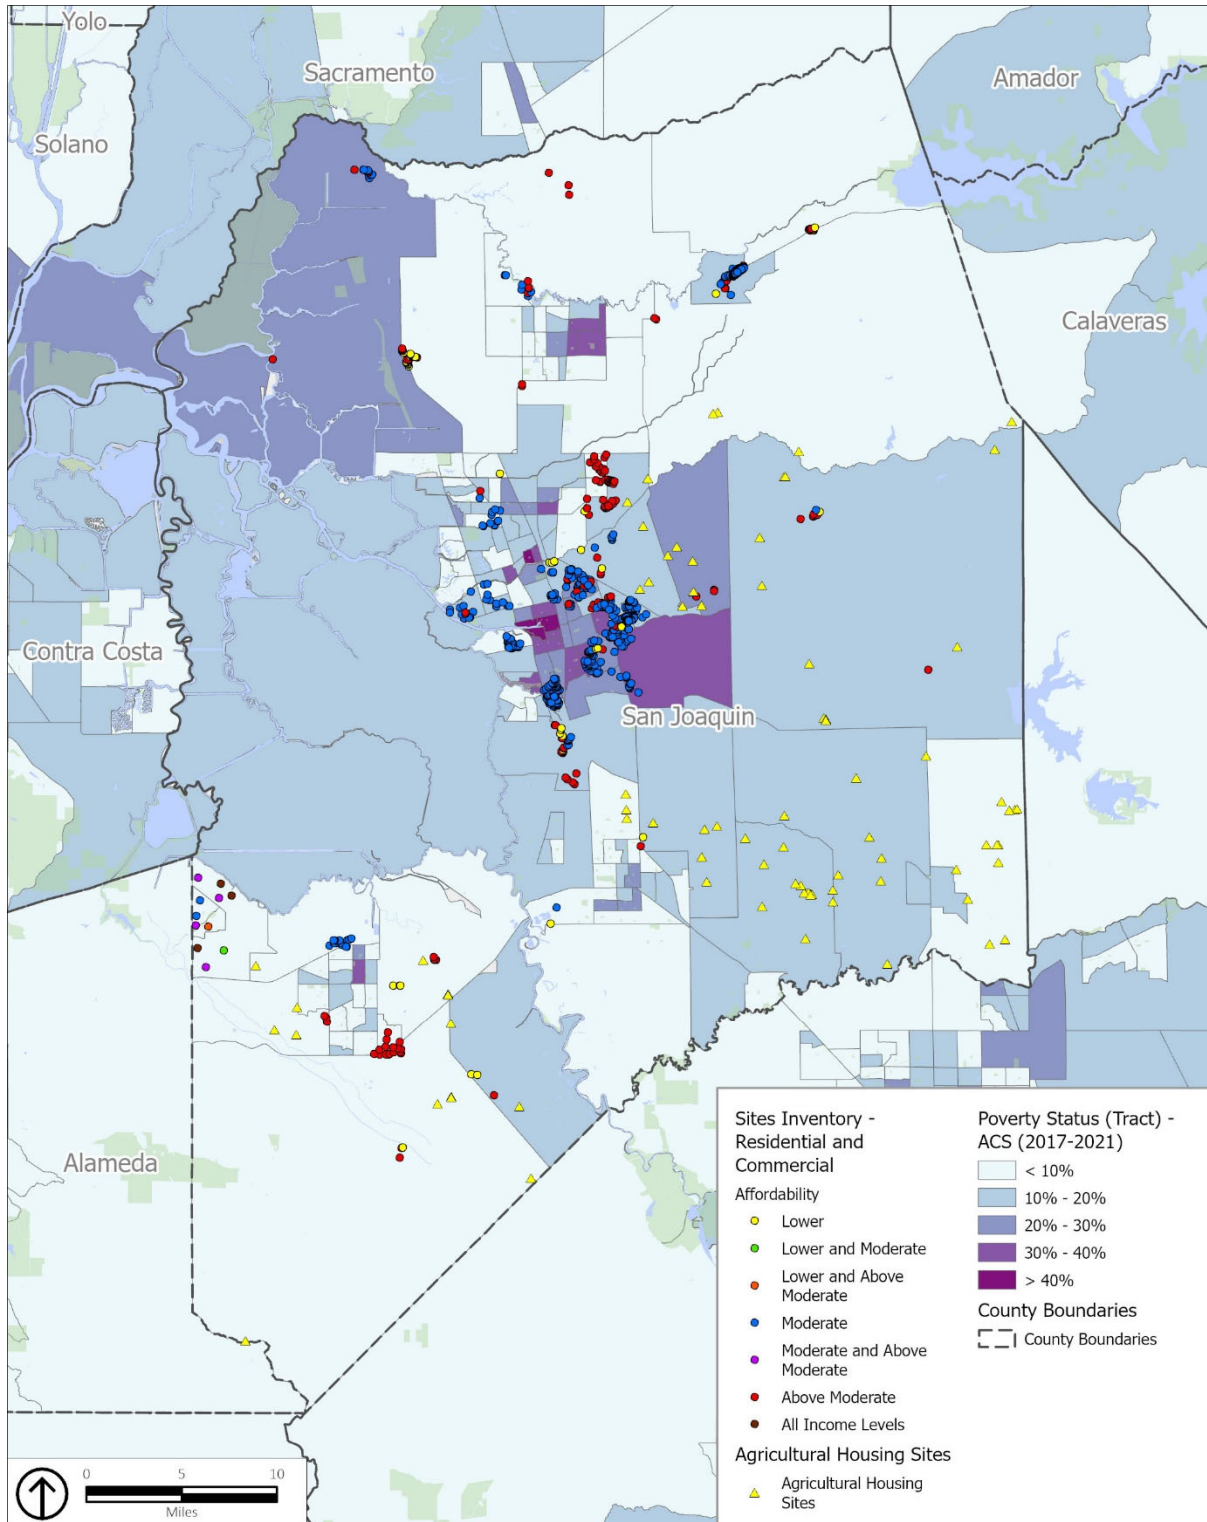 Yolo
Sacramento
Amador
Solano
Calaveras
Contra Costa
San Joaquin
Alameda
Sites Inventory -
Residential and
Commercial
Affordability
Lower
Lower and Moderate
Lower and Above
Moderate
Moderate
Moderate and Above
Moderate
Above Moderate
All Income Levels
Agricultural Housing Sites
Agricultural Housing
Sites
Poverty Status (Tract) -
ACS (2017-2021)
< 10%
10% - 20%
20% - 30%
30% - 40%
> 40%
County Boundaries
County Boundaries
0 5 10
Miles